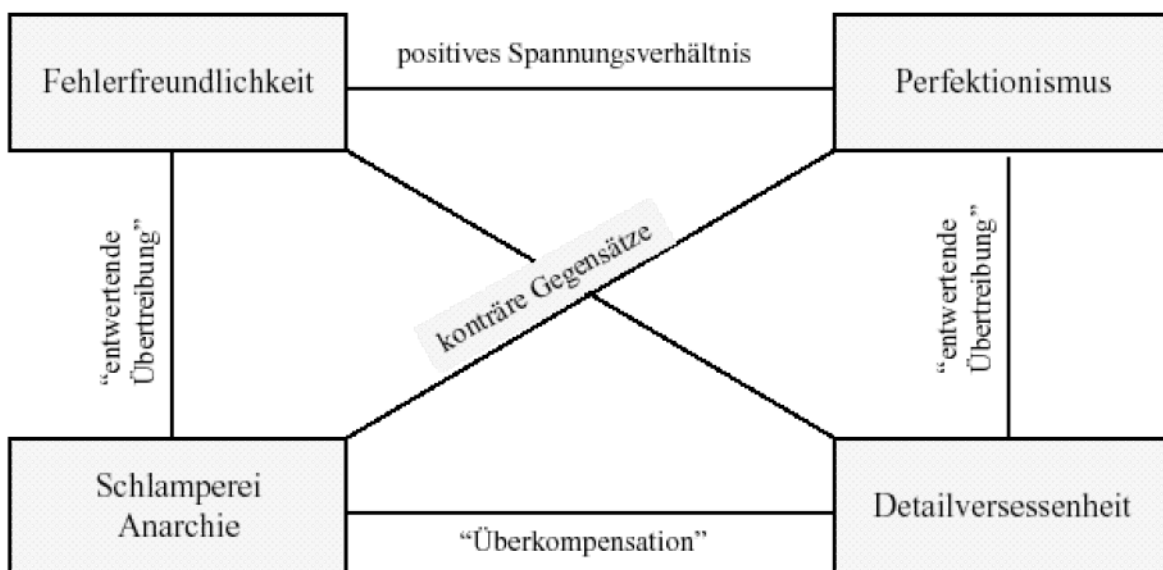 positives Spannungsverhältnis
Fehlerfreundlichkeit
Perfektionismus
“entwertende
Übertreibung”
konträre Gegensätze
“entwertende
Übertreibung”
Schlamperei
Anarchie
Detailversessenheit
“Überkompensation”